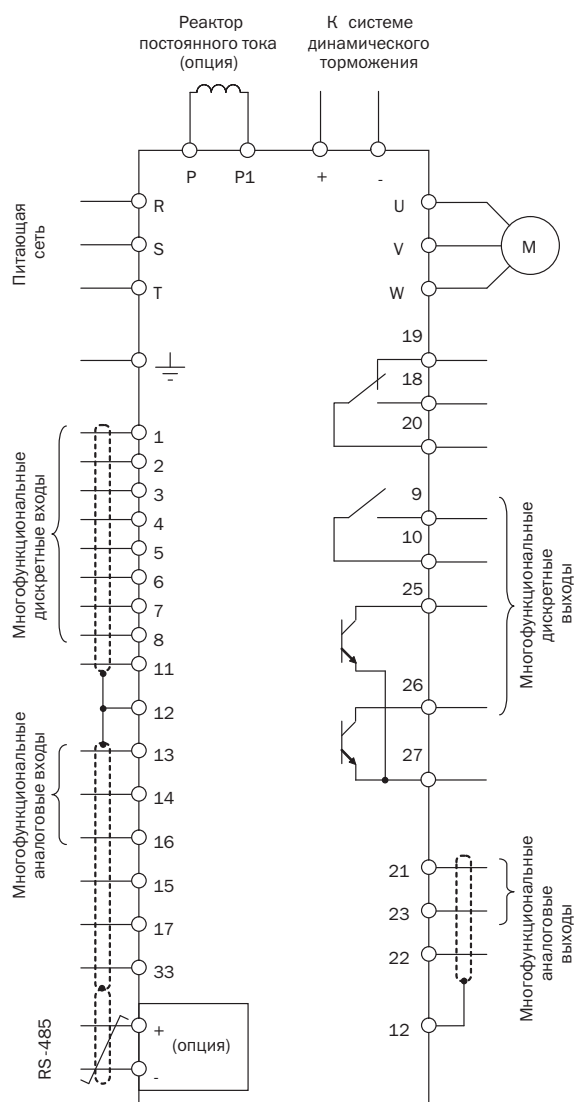 Реактор
постоянного тока
(опция)
К системе
динамического
торможения
P
P1
+
-
Питающая
сеть
R
S
T
U
V
W
M
19
18
20
Многофункциональные
дискретные входы
1
2
3
4
5
6
7
8
11
12
9
10
25
26
27
Многофункциональные
дискретные
выходы
Многофункциональные
аналоговые входы
13
14
16
15
17
33
21
23
22
12
Многофункциональные
аналоговые
выходы
RS-485
+
(опция)
-